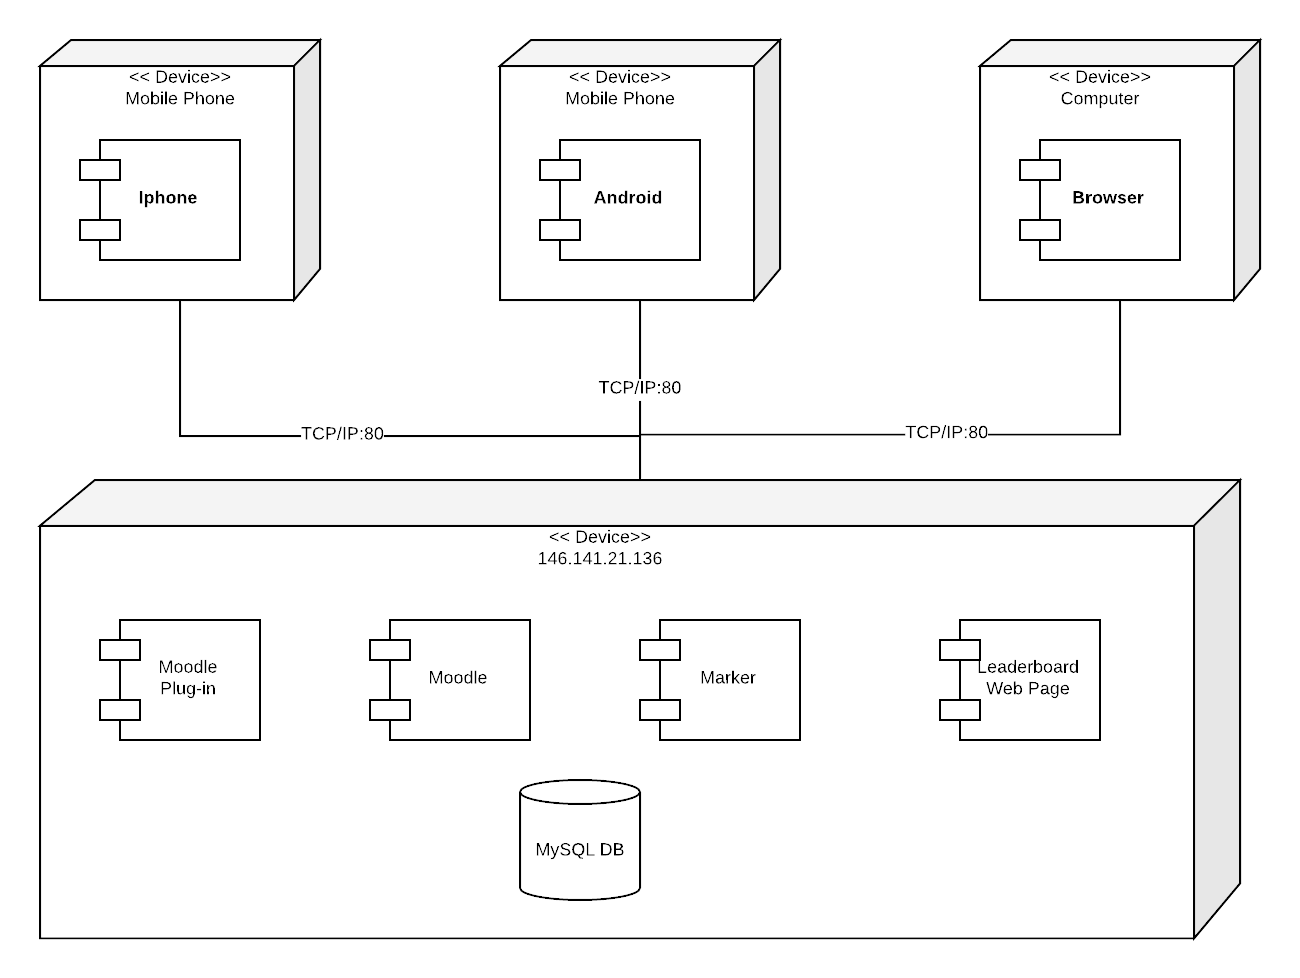 << Device>>
Mobile Phone
Iphone
<< Device>>
Mobile Phone
Android
<< Device>>
Computer
Browser
TCP/IP:80
TCP/IP:80
TCP/IP:80
<< Device>>
146.141.21.136
Moodle
Plug-in
Moodle
Marker
Leaderboard
Web Page
MySQL DB